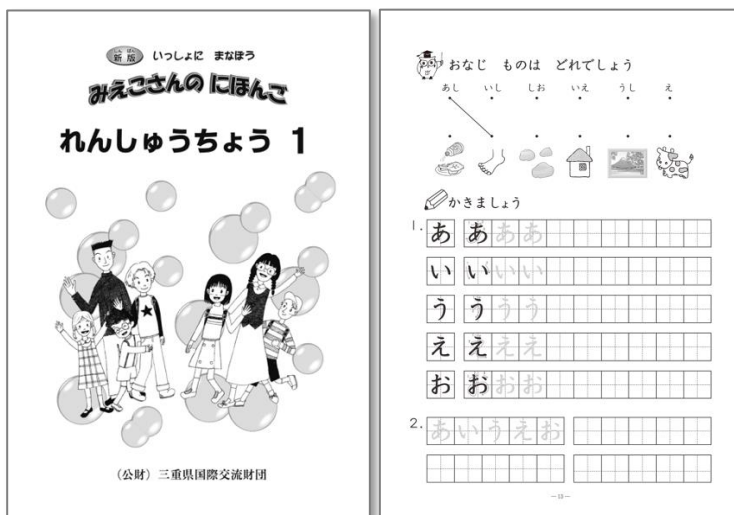 新版 いっしょに まなぼう
みえこさんの にほんご
れんしゅうちょう 1
(公財)三重県国際交流財団
おなじ ものは どれでしょう
あし いし しお いえ うし え
かきましょう
1. あ あ あ あ
い い い い
う う う う
え え え え
お お お お
2. あ い う え お
—13—